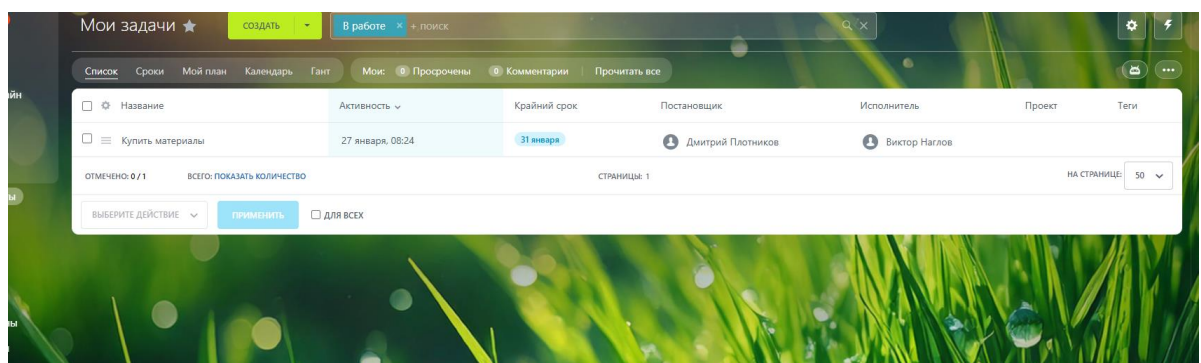 Мои задачи СОЗДАТЬ В работе × + поиск
Список Сроки Мой план Календарь Гант Мои: 0 Просрочены 0 Комментарии Прочитать все
йн
Название Активность Крайний срок Постановщик Исполнитель Проект Теги
Купить материалы 27 января, 08:24 31 января Дмитрий Плотников Виктор Наглов
ОТМЕЧЕНО: 0 / 1 ВСЕГО: ПОКАЗАТЬ КОЛИЧЕСТВО СТРАНИЦЫ: 1 НА СТРАНИЦЕ: 50
ы
ВЫБЕРИТЕ ДЕЙСТВИЕ ПРИМЕНИТЬ ДЛЯ ВСЕХ
ны